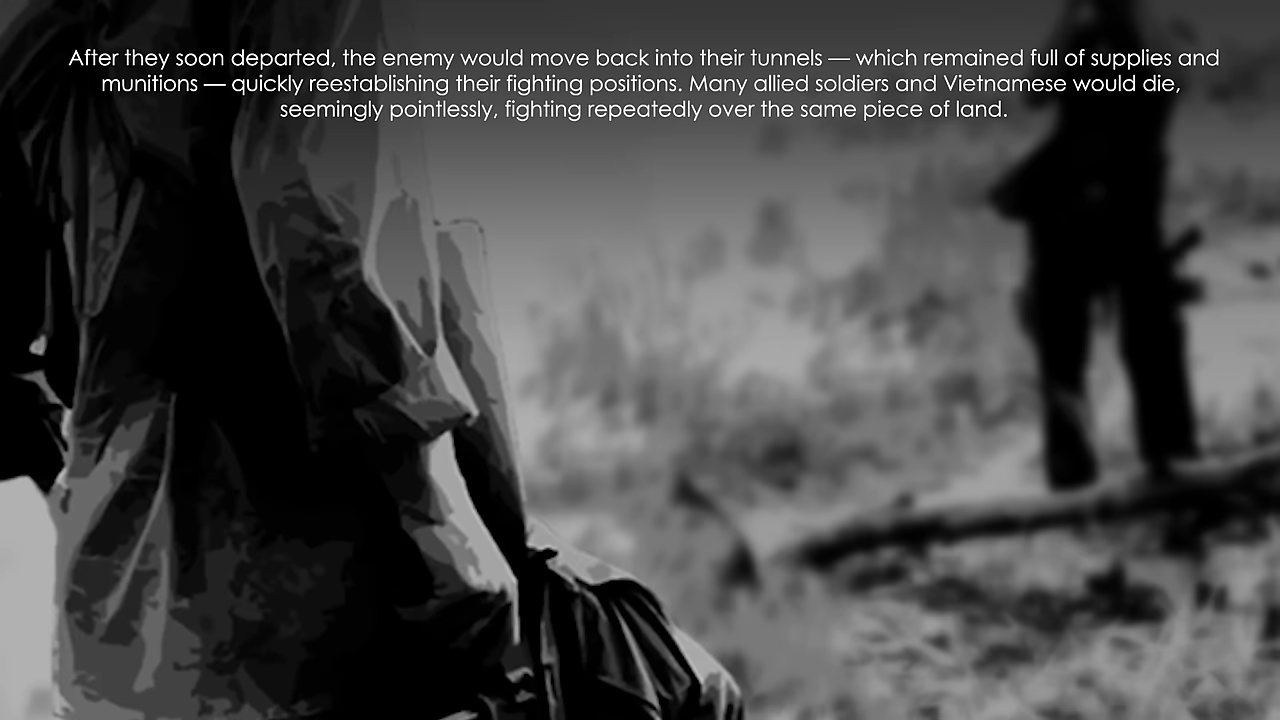 After they soon departed, the enemy would move back into their tunnels — which remained full of supplies and
munitions — quickly reestablishing their fighting positions. Many allied soldiers and Vietnamese would die,
seemingly pointlessly, fighting repeatedly over the same piece of land.